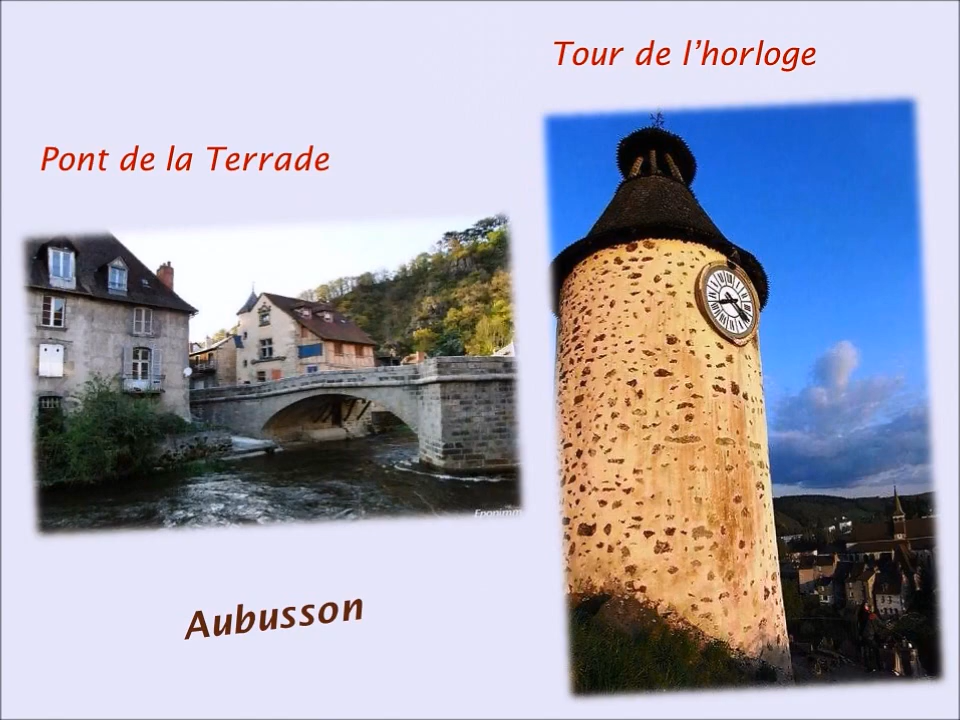 Tour de l’horloge
Pont de la Terrade
Aubusson